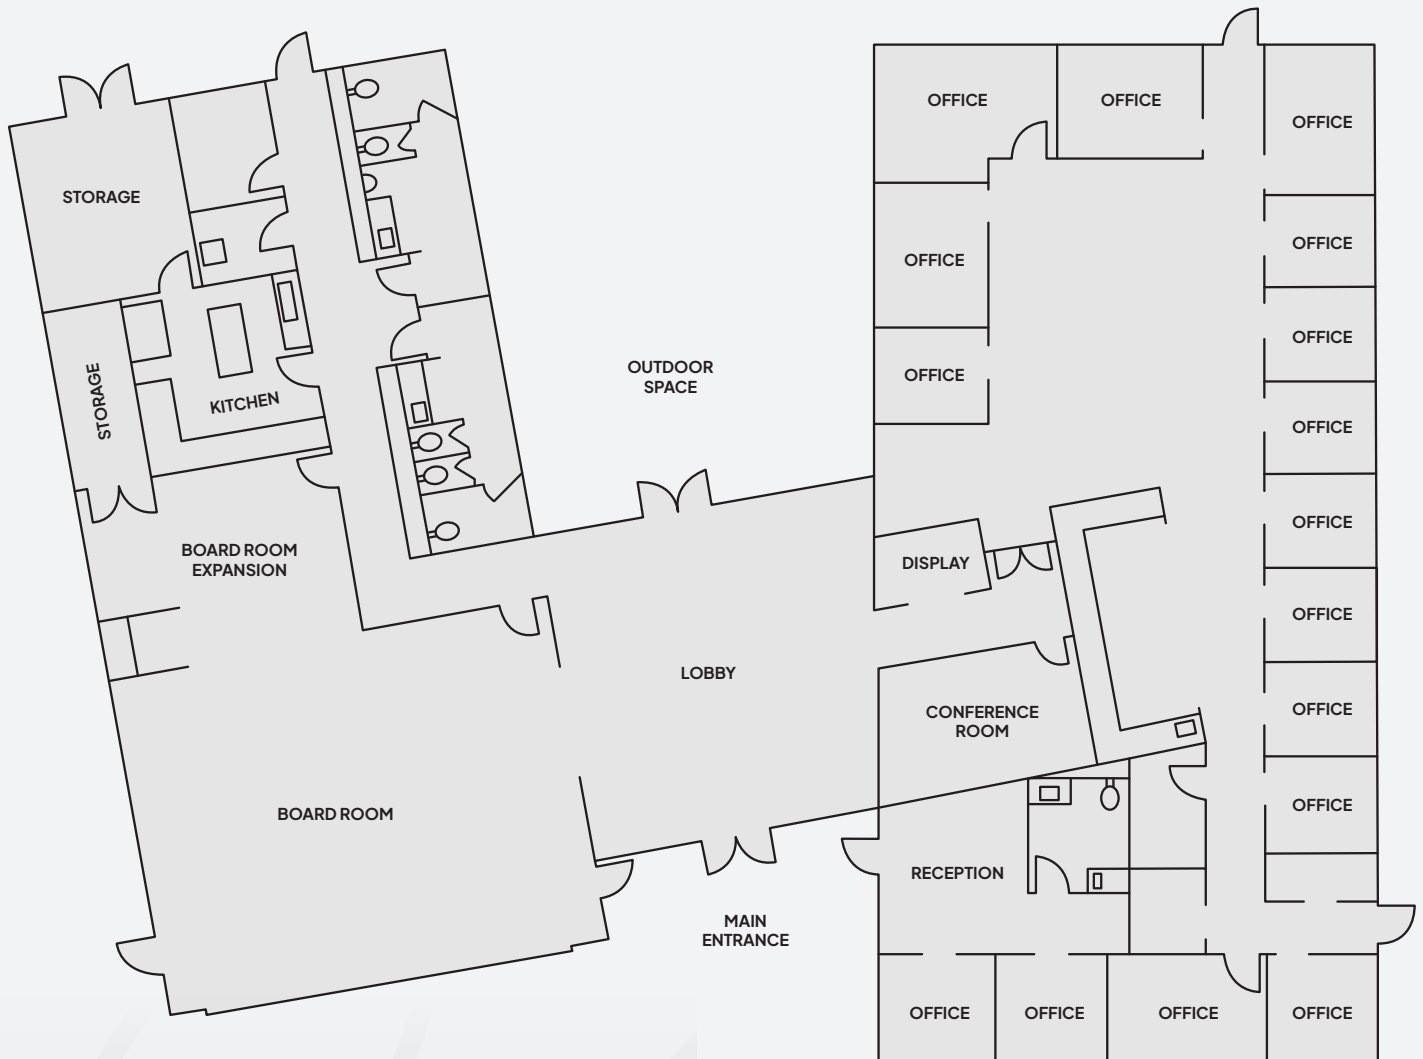 OFFICE
OFFICE
OFFICE
STORAGE
OFFICE
OFFICE
OFFICE
OUTDOOR
SPACE
OFFICE
STORAGE
KITCHEN
OFFICE
OFFICE
BOARD ROOM
EXPANSION
DISPLAY
OFFICE
LOBBY
CONFERENCE
ROOM
OFFICE
BOARD ROOM
OFFICE
RECEPTION
MAIN
ENTRANCE
OFFICE
OFFICE
OFFICE
OFFICE